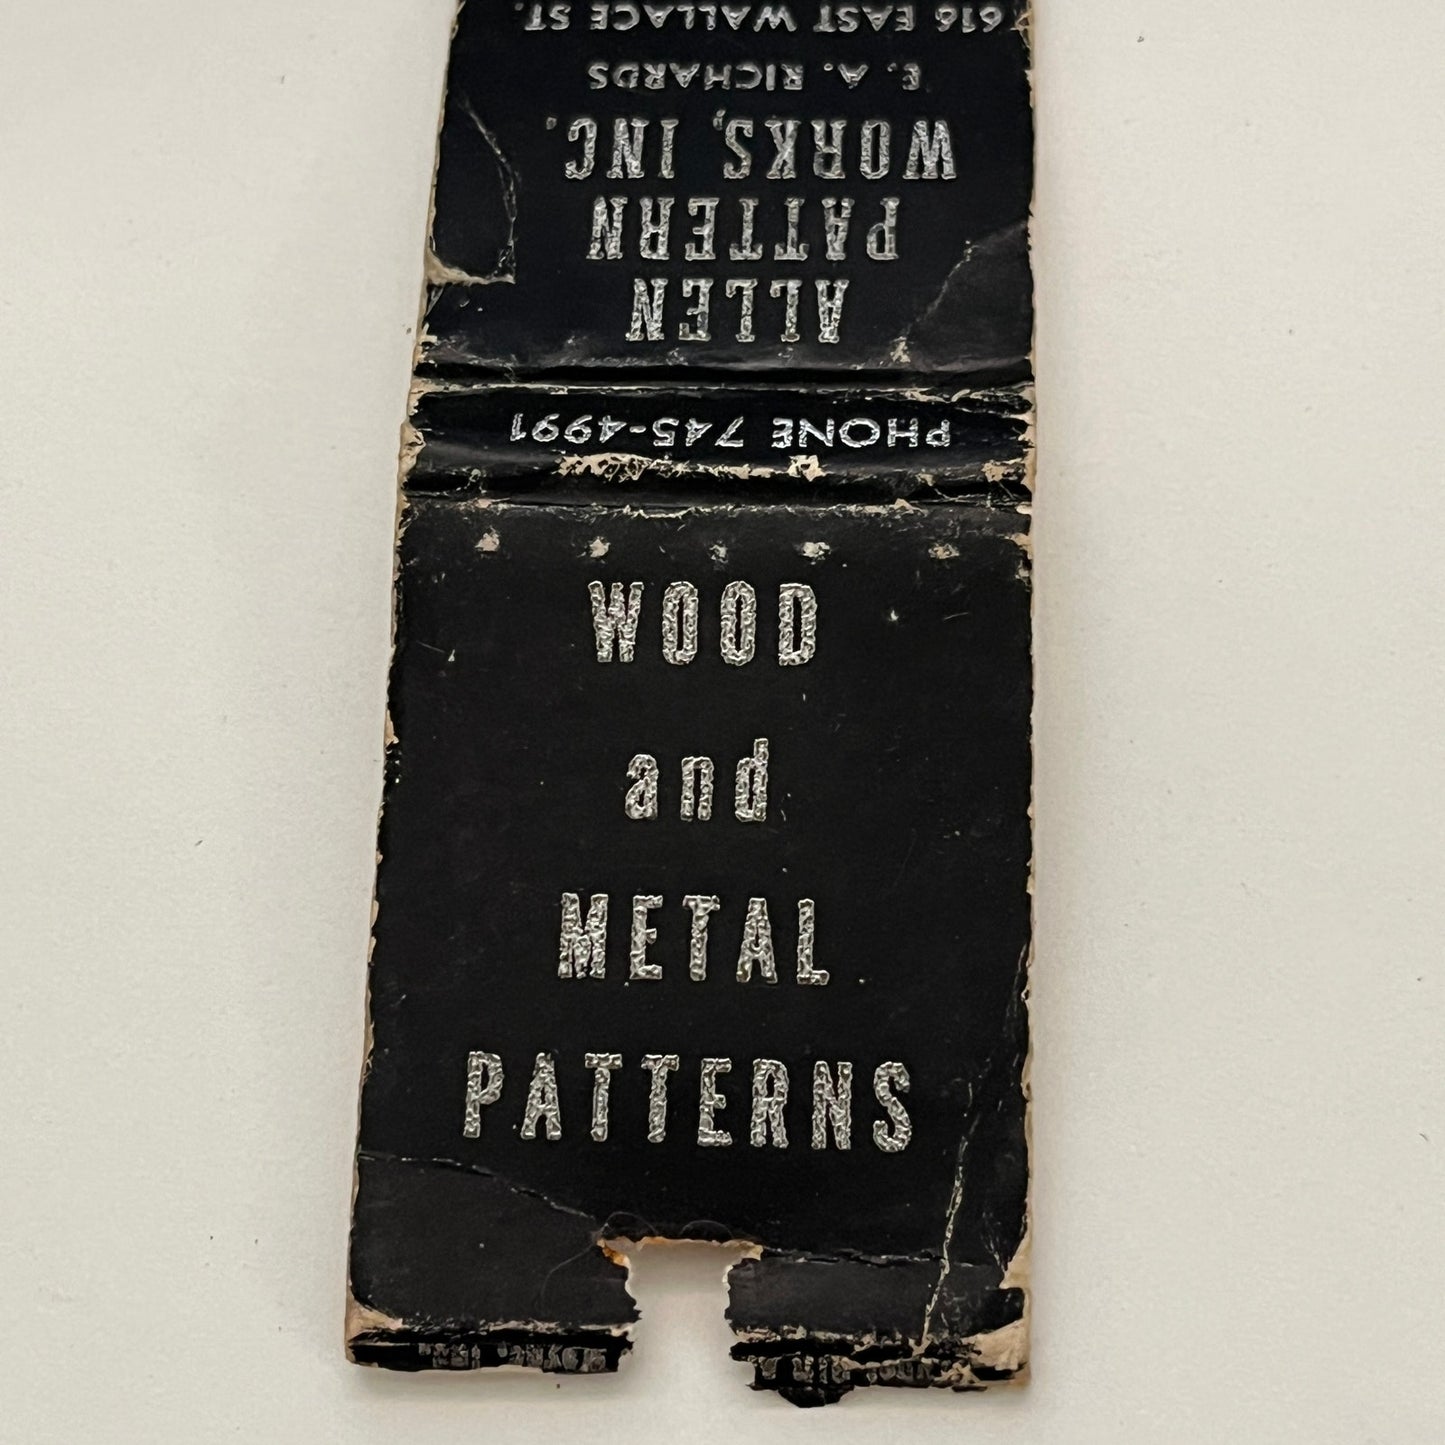 ALLEN
PATTERN
WORKS, INC.
E. A. RICHARDS
616 EAST WALLACE ST.
PHONE 745-4991
WOOD
and
METAL
PATTERNS